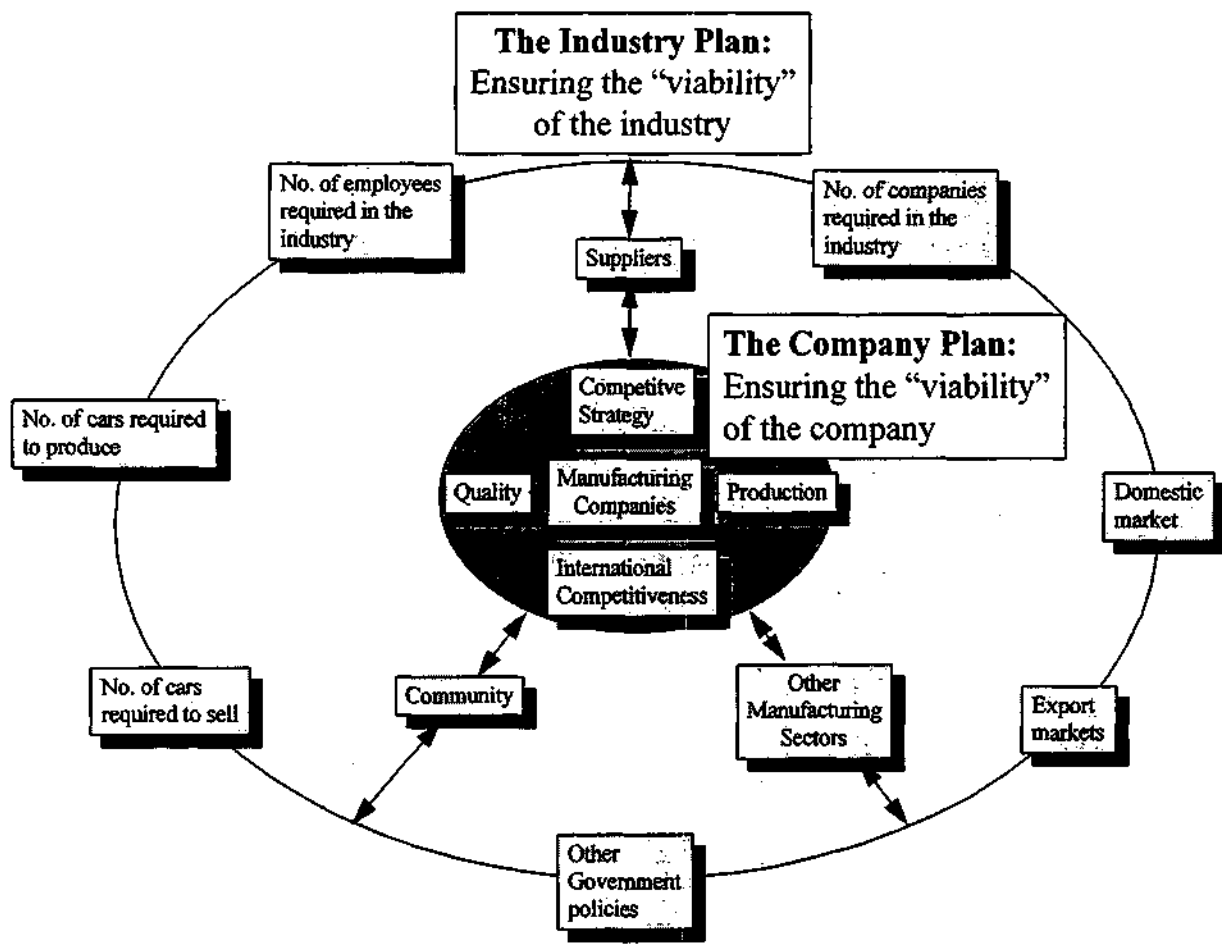 The Industry Plan:
Ensuring the “viability”
of the industry
No. of employees
required in the
industry
No. of companies
required in the
industry
Suppliers
The Company Plan:
Ensuring the “viability”
of the company
Competitve
Strategy
No. of cars required
to produce
Quality
Manufacturing
Companies
Production
Domestic
market
International
Competitiveness
No. of cars
required to sell
Community
Other
Manufacturing
Sectors
Export
markets
Other
Government
policies